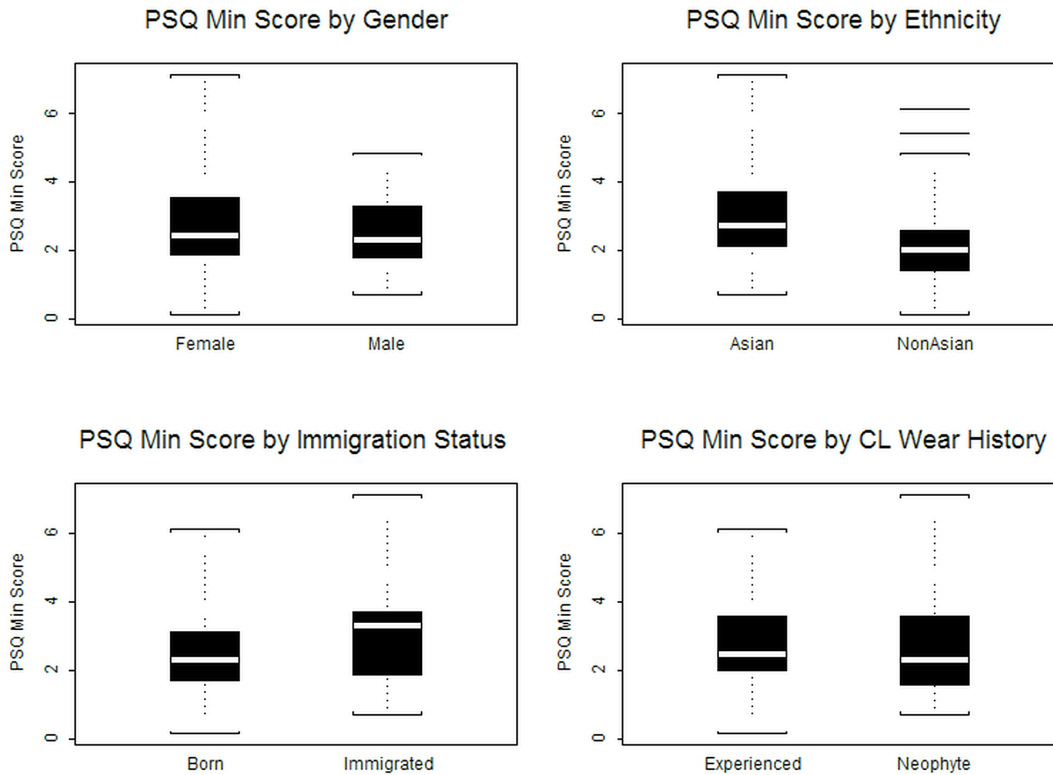 PSQ Min Score by Gender
PSQ Min Score
6
4
2
0
Female Male
PSQ Min Score by Ethnicity
PSQ Min Score
6
4
2
0
Asian NonAsian
PSQ Min Score by Immigration Status
PSQ Min Score
6
4
2
0
Born Immigrated
PSQ Min Score by CL Wear History
PSQ Min Score
6
4
2
0
Experienced Neophyte